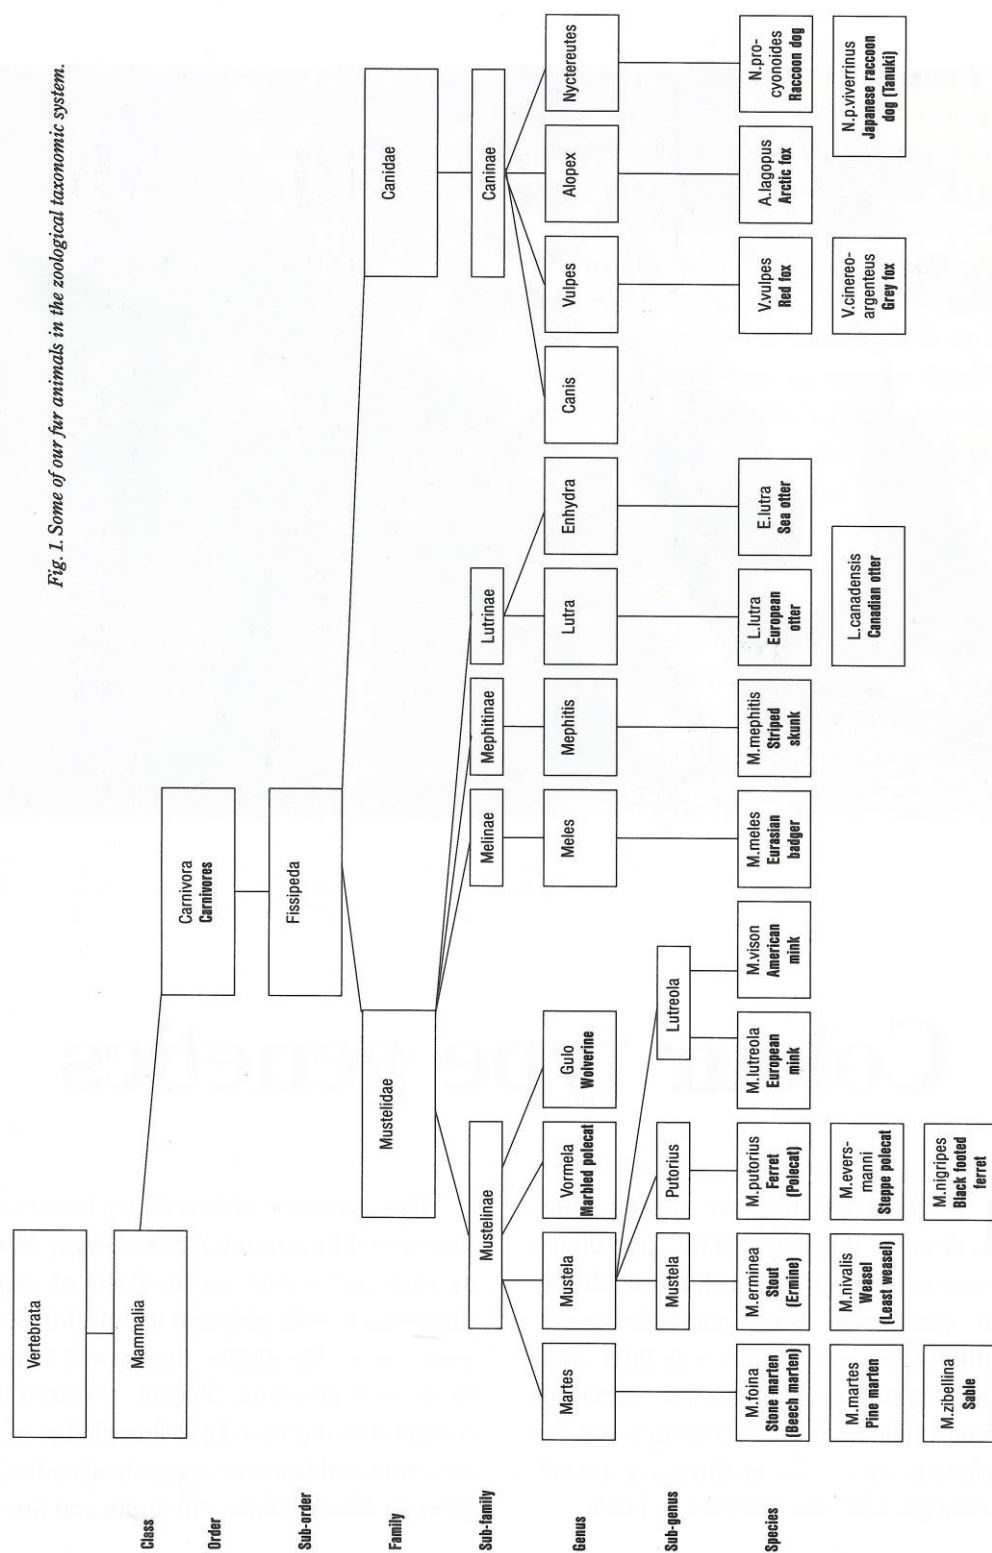 Fig. 1. Some of our fur animals in the zoological taxonomic system.
Vertebrata
Class
Mammalia
Order
Carnivora
Carnivores
Sub-order
Fissipeda
Family
Mustelidae
Canidae
Sub-family
Mustelinae
Melinae
Mephitinae
Lutrinae
Caninae
Genus
Martes
Mustela
Vormela
Marbled polecat
Gulo
Wolverine
Meles
Mephitis
Lutra
Enhydra
Canis
Vulpes
Alopex
Nyctereutes
Sub-genus
Mustela
Putorius
Lutreola
Species
M.foina
Stone marten
(Beech marten)
M.erminea
Stout
(Ermine)
M.putorius
Ferret
(Polecat)
M.lutreola
European
mink
M.vison
American
mink
M.meles
Eurasian
badger
M.mephitis
Striped
skunk
L.lutra
European
otter
E.lutra
Sea otter
V.vulpes
Red fox
A.lagopus
Arctic fox
N.pro-
cyonoides
Raccoon dog
M.martes
Pine marten
M.nivalis
Weasel
(Least weasel)
M.evers-
manni
Steppe polecat
L.canadensis
Canadian otter
V.cinereo-
argenteus
Grey fox
N.p.viverrinus
Japanese raccoon
dog (Tanuki)
M.zibellina
Sable
M.nigripes
Black footed
ferret